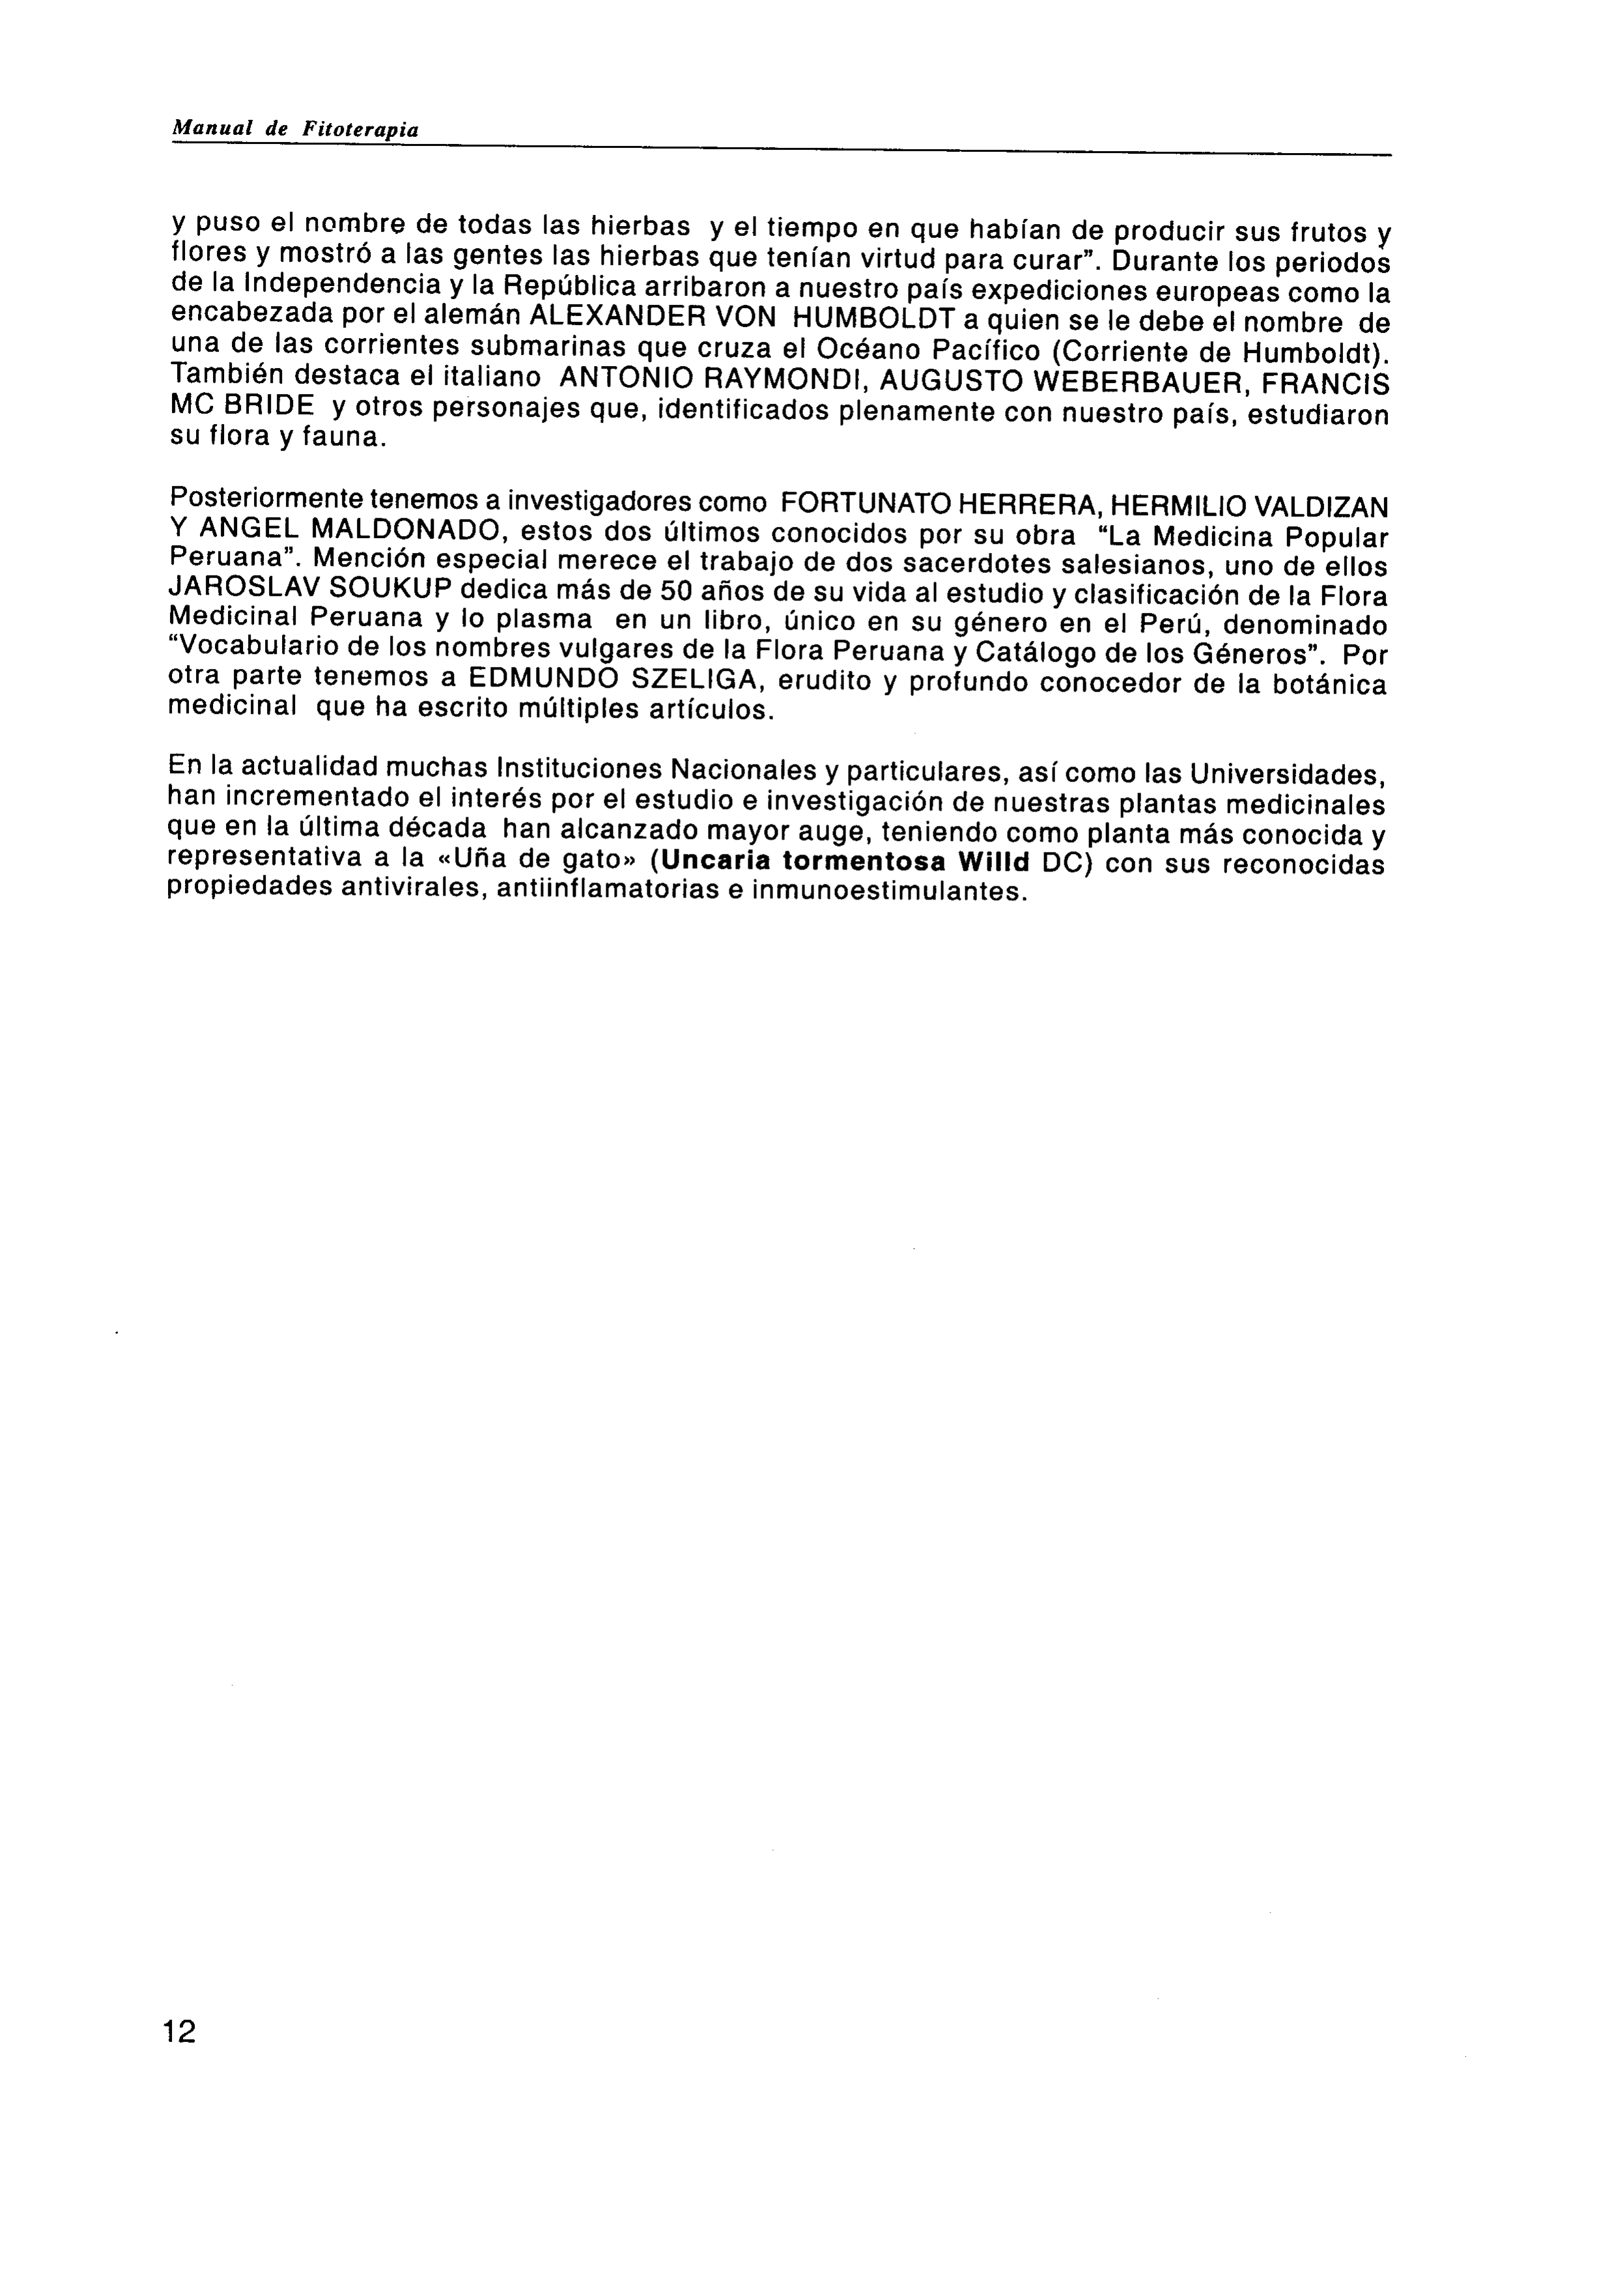 Manual de Fitoterapia
y puso el nombre de todas las hierbas y el tiempo en que habían de producir sus frutos y
flores y mostró a las gentes las hierbas que tenían virtud para curar”. Durante los periodos
de la Independencia y la República arribaron a nuestro país expediciones europeas como la
encabezada por el alemán ALEXANDER VON HUMBOLDT a quien se le debe el nombre de
una de las corrientes submarinas que cruza el Océano Pacífico (Corriente de Humboldt).
También destaca el italiano ANTONIO RAYMONDI, AUGUSTO WEBERBAUER, FRANCIS
MC BRIDE y otros personajes que, identificados plenamente con nuestro país, estudiaron
su flora y fauna.
Posteriormente tenemos a investigadores como FORTUNATO HERRERA, HERMILIO VALDIZAN
Y ANGEL MALDONADO, estos dos últimos conocidos por su obra “La Medicina Popular
Peruana”. Mención especial merece el trabajo de dos sacerdotes salesianos, uno de ellos
JAROSLAV SOUKUP dedica más de 50 años de su vida al estudio y clasificación de la Flora
Medicinal Peruana y lo plasma en un libro, único en su género en el Perú, denominado
“Vocabulario de los nombres vulgares de la Flora Peruana y Catálogo de los Géneros”. Por
otra parte tenemos a EDMUNDO SZELIGA, erudito y profundo conocedor de la botánica
medicinal que ha escrito múltiples artículos.
En la actualidad muchas Instituciones Nacionales y particulares, así como las Universidades,
han incrementado el interés por el estudio e investigación de nuestras plantas medicinales
que en la última década han alcanzado mayor auge, teniendo como planta más conocida y
representativa a la «Uña de gato» (Uncaria tormentosa Willd DC) con sus reconocidas
propiedades antivirales, antiinflamatorias e inmunoestimulantes.
12